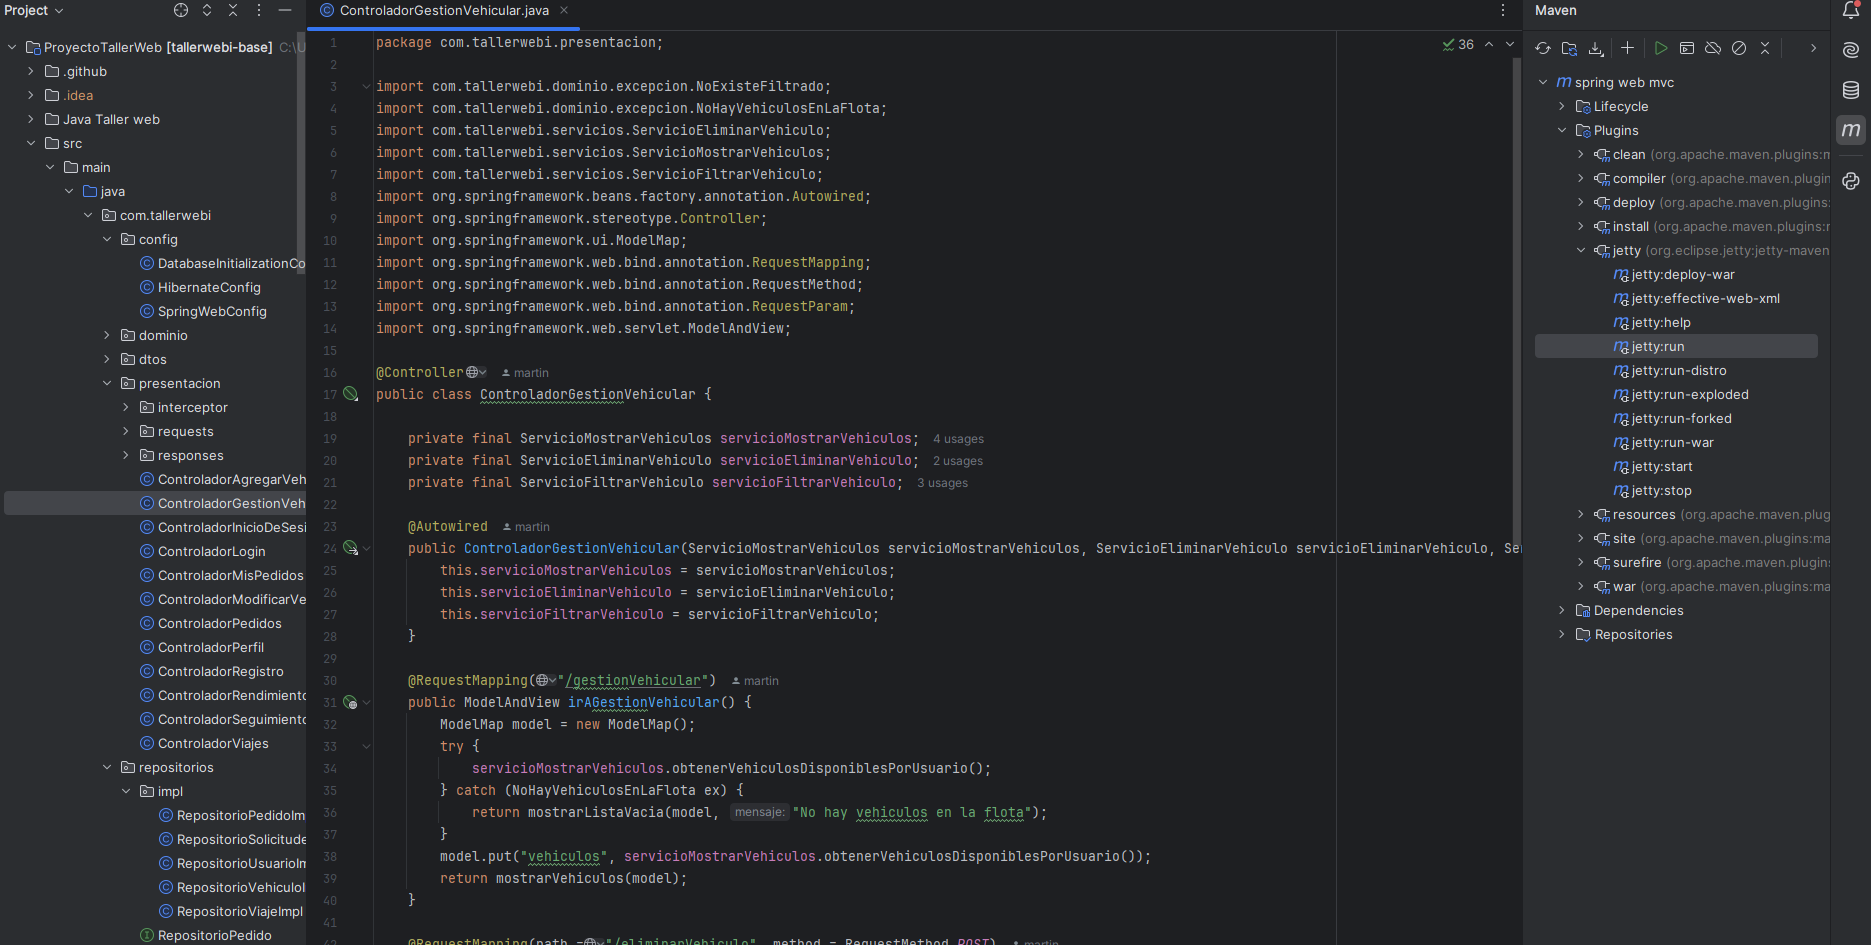 Project
ProyectoTallerWeb [tallerwebi-base] C:\U
.github
.idea
Java Taller web
src
main
java
com.tallerwebi
config
DatabaseInitializationCo
HibernateConfig
SpringWebConfig
dominio
dtos
presentacion
interceptor
requests
responses
ControladorAgregarVeh
ControladorGestionVeh
ControladorInicioDeSesi
ControladorLogin
ControladorMisPedidos
ControladorModificarVe
ControladorPedidos
ControladorPerfil
ControladorRegistro
ControladorRendimiento
ControladorSeguimiento
ControladorViajes
repositorios
impl
RepositorioPedidoIm
RepositorioSolicitude
RepositorioUsuarioIm
RepositorioVehiculoI
RepositorioViajeImpl
RepositorioPedido
ControladorGestionVehicular.java
36
1 package com.tallerwebi.presentacion;
2
3 import com.tallerwebi.dominio.excepcion.NoExisteFiltrado;
4 import com.tallerwebi.dominio.excepcion.NoHayVehiculosEnLaFlota;
5 import com.tallerwebi.servicios.ServicioEliminarVehiculo;
6 import com.tallerwebi.servicios.ServicioMostrarVehiculos;
7 import com.tallerwebi.servicios.ServicioFiltrarVehiculo;
8 import org.springframework.beans.factory.annotation.Autowired;
9 import org.springframework.stereotype.Controller;
10 import org.springframework.ui.ModelMap;
11 import org.springframework.web.bind.annotation.RequestMapping;
12 import org.springframework.web.bind.annotation.RequestMethod;
13 import org.springframework.web.bind.annotation.RequestParam;
14 import org.springframework.web.servlet.ModelAndView;
15
16 @Controller martin
17 public class ControladorGestionVehicular {
18
19 private final ServicioMostrarVehiculos servicioMostrarVehiculos; 4 usages
20 private final ServicioEliminarVehiculo servicioEliminarVehiculo; 2 usages
21 private final ServicioFiltrarVehiculo servicioFiltrarVehiculo; 3 usages
22
23 @Autowired martin
24 public ControladorGestionVehicular(ServicioMostrarVehiculos servicioMostrarVehiculos, ServicioEliminarVehiculo servicioEliminarVehiculo, Se
25 this.servicioMostrarVehiculos = servicioMostrarVehiculos;
26 this.servicioEliminarVehiculo = servicioEliminarVehiculo;
27 this.servicioFiltrarVehiculo = servicioFiltrarVehiculo;
28 }
29
30 @RequestMapping("/gestionVehicular") martin
31 public ModelAndView irAGestionVehicular() {
32 ModelMap model = new ModelMap();
33 try {
34 servicioMostrarVehiculos.obtenerVehiculosDisponiblesPorUsuario();
35 } catch (NoHayVehiculosEnLaFlota ex) {
36 return mostrarListaVacia(model, mensaje: "No hay vehiculos en la flota");
37 }
38 model.put("vehiculos", servicioMostrarVehiculos.obtenerVehiculosDisponiblesPorUsuario());
39 return mostrarVehiculos(model);
40 }
41
42 @RequestMapping(path = "/eliminarVehiculo", method = RequestMethod.POST) martin
Maven
spring web mvc
Lifecycle
Plugins
clean (org.apache.maven.plugins:m
compiler (org.apache.maven.plugin
deploy (org.apache.maven.plugins:
install (org.apache.maven.plugins:r
jetty (org.eclipse.jetty:jetty-maven
jetty:deploy-war
jetty:effective-web-xml
jetty:help
jetty:run
jetty:run-distro
jetty:run-exploded
jetty:run-forked
jetty:run-war
jetty:start
jetty:stop
resources (org.apache.maven.plug
site (org.apache.maven.plugins:ma
surefire (org.apache.maven.plugins
war (org.apache.maven.plugins:ma
Dependencies
Repositories